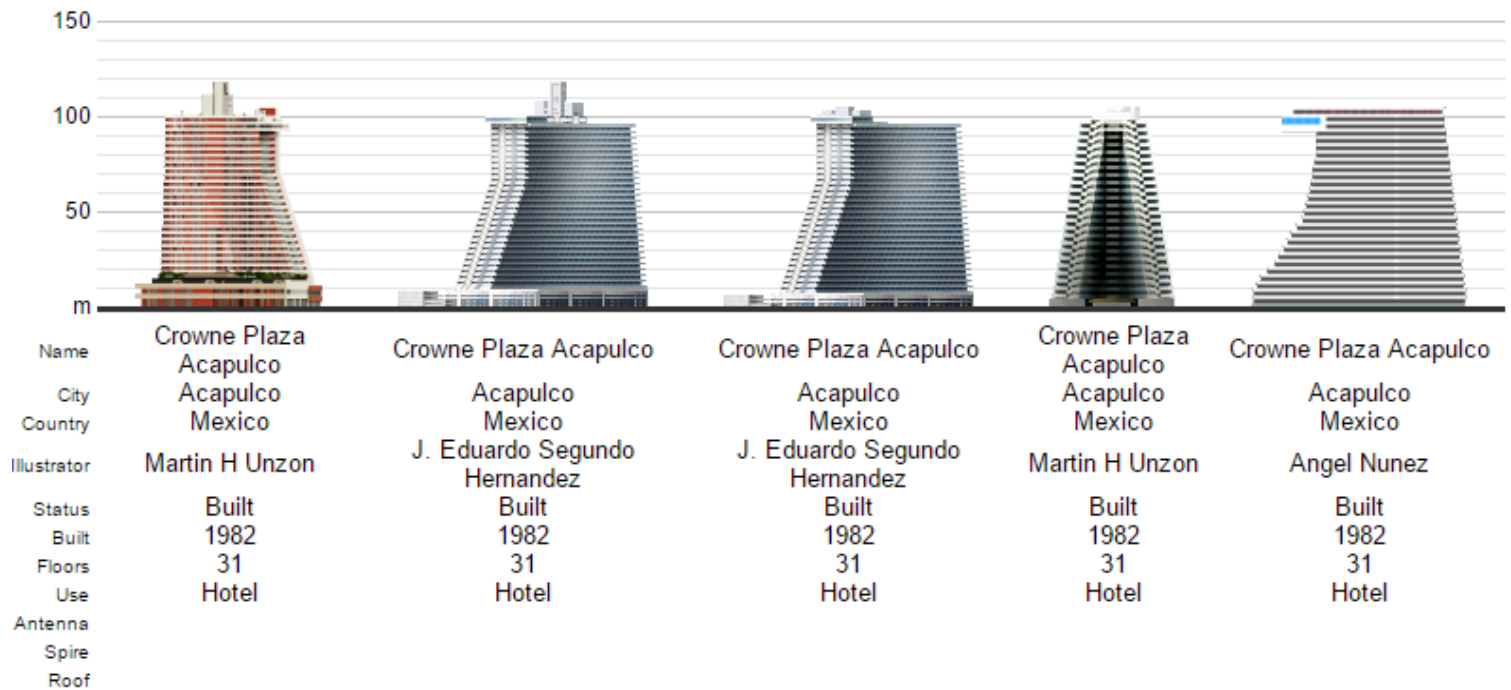 150
100
50
m
Name Crowne Plaza Acapulco Crowne Plaza Acapulco Crowne Plaza Acapulco Crowne Plaza Acapulco Crowne Plaza Acapulco
City Acapulco Acapulco Acapulco Acapulco Acapulco
Country Mexico Mexico Mexico Mexico Mexico
Illustrator Martin H Unzon J. Eduardo Segundo Hernandez J. Eduardo Segundo Hernandez Martin H Unzon Angel Nunez
Status Built Built Built Built Built
Built 1982 1982 1982 1982 1982
Floors 31 31 31 31 31
Use Hotel Hotel Hotel Hotel Hotel
Antenna
Spire
Roof